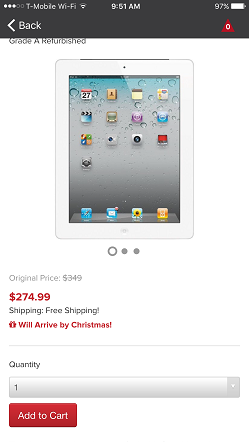 T-Mobile Wi-Fi 9:51 AM 97%
Back 0
Grade A Refurbished
27
Original Price: $349
$274.99
Shipping: Free Shipping!
Will Arrive by Christmas!
Quantity
1
Add to Cart